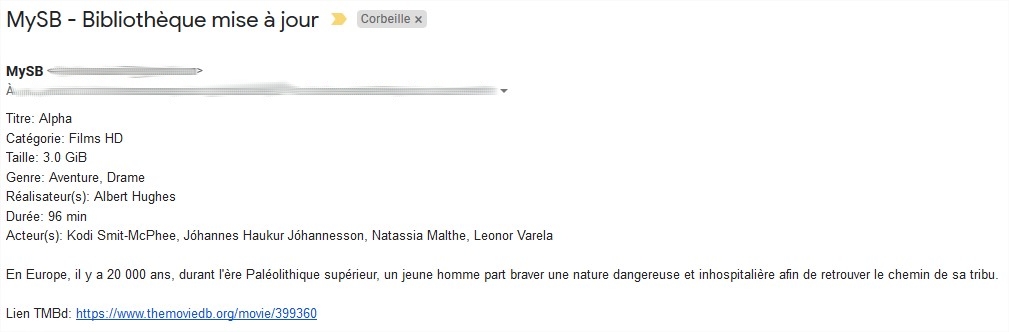 MySB - Bibliothèque mise à jour Corbeille ×
MySB
À
Titre: Alpha
Catégorie: Films HD
Taille: 3.0 GiB
Genre: Aventure, Drame
Réalisateur(s): Albert Hughes
Durée: 96 min
Acteur(s): Kodi Smit-McPhee, Jóhannes Haukur Jóhannesson, Natassia Malthe, Leonor Varela
En Europe, il y a 20 000 ans, durant l'ère Paléolithique supérieur, un jeune homme part braver une nature dangereuse et inhospitalière afin de retrouver le chemin de sa tribu.
Lien TMBd: https://www.themoviedb.org/movie/399360